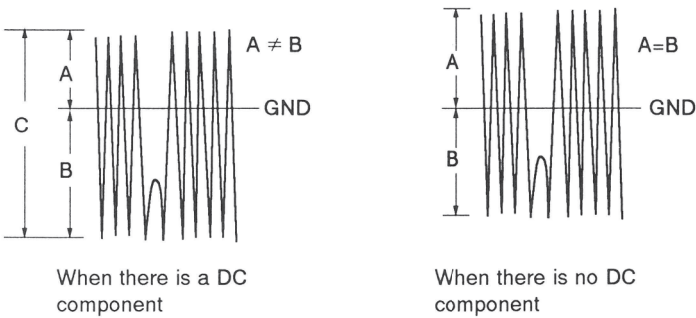 A ≠ B
A
GND
C
B
When there is a DC
component
A=B
A
GND
B
When there is no DC
component